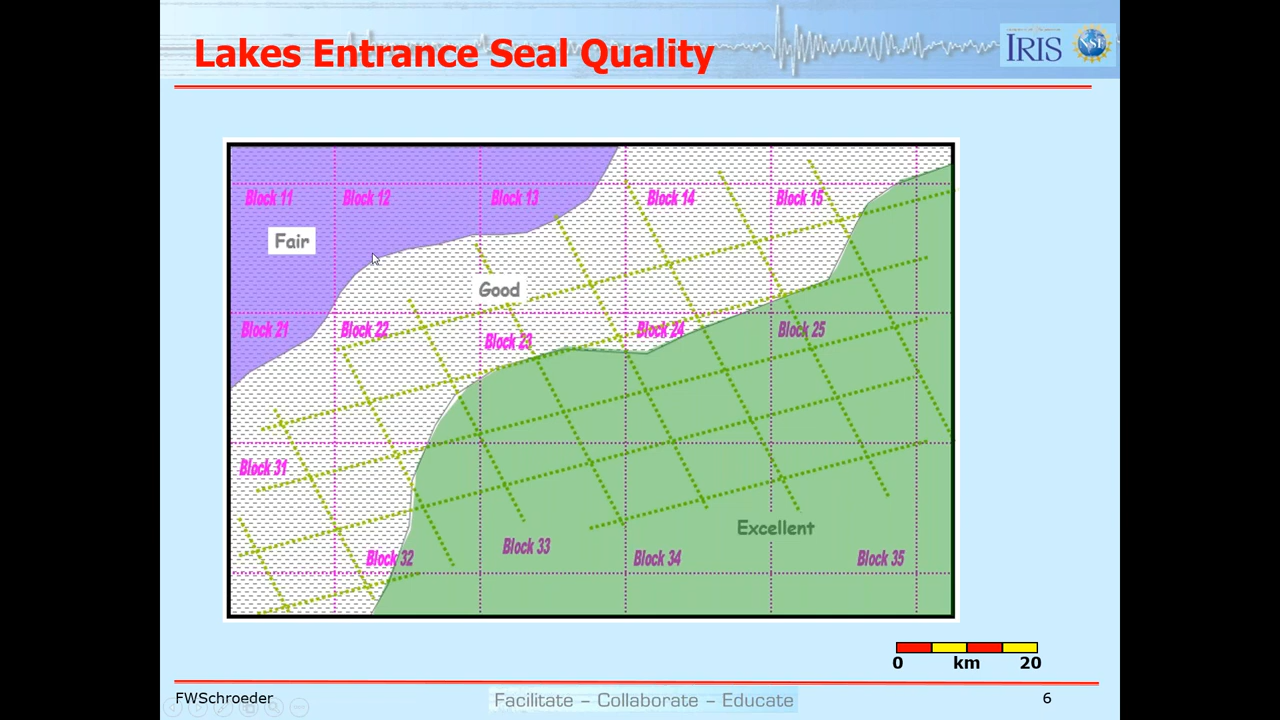 Lakes Entrance Seal Quality
IRIS
NSF
Block 11
Block 12
Block 13
Block 14
Block 15
Fair
Good
Block 21
Block 22
Block 23
Block 24
Block 25
Block 31
Excellent
Block 32
Block 33
Block 34
Block 35
0 km 20
FWSchroeder
Facilitate – Collaborate – Educate
6